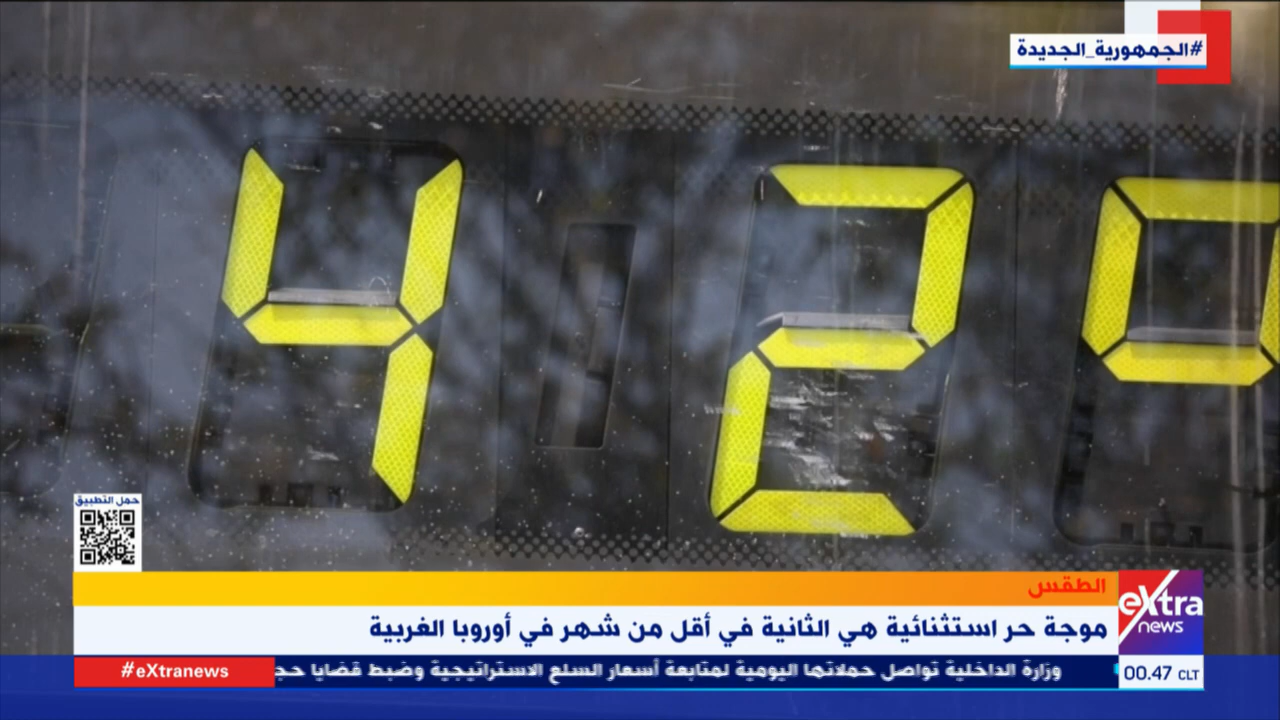 #الجمهورية_الجديدة
42°
حمل التطبيق
الطقس
موجة حر استثنائية هي الثانية في أقل من شهر في أوروبا الغربية
eXtra news
#eXtranews
وزارة الداخلية تواصل حملاتها اليومية لمتابعة أسعار السلع الاستراتيجية وضبط قضايا
00.47 CLT